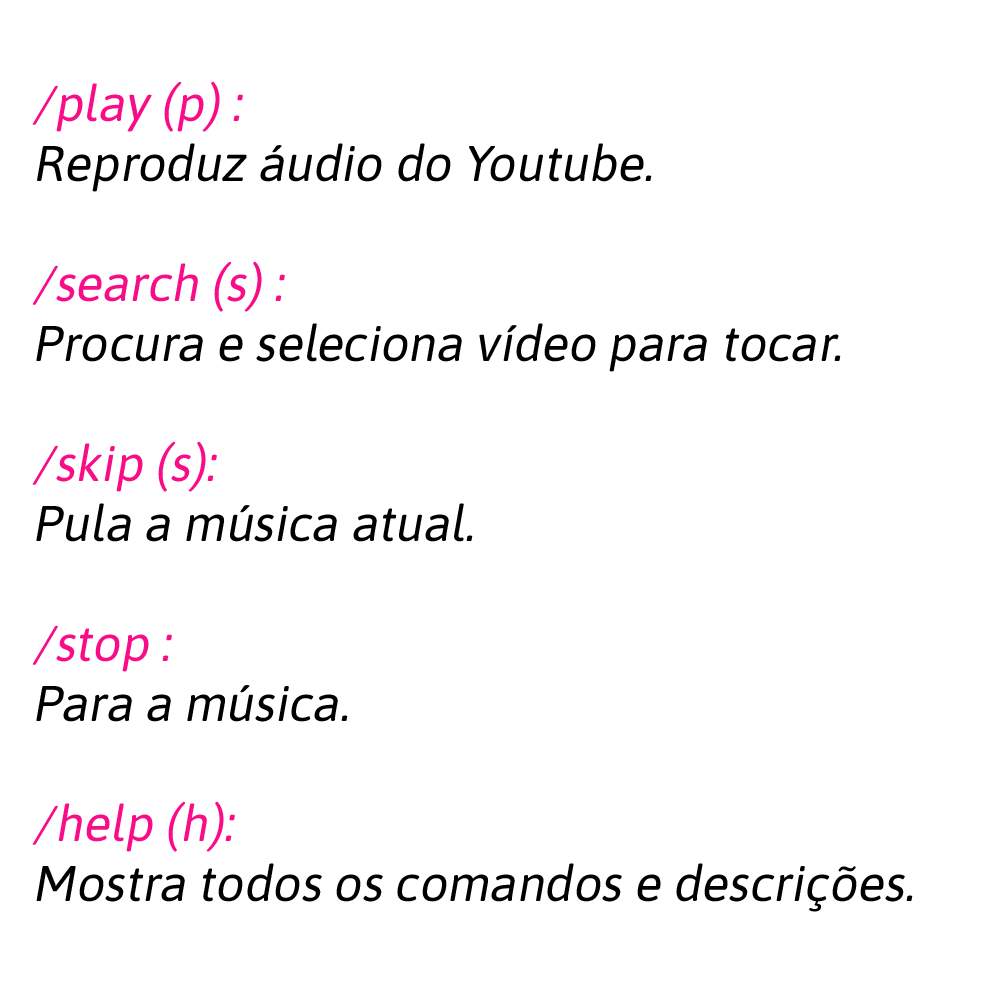 /play (p) :
Reproduz áudio do Youtube.
/search (s) :
Procura e seleciona vídeo para tocar.
/skip (s):
Pula a música atual.
/stop :
Para a música.
/help (h):
Mostra todos os comandos e descrições.